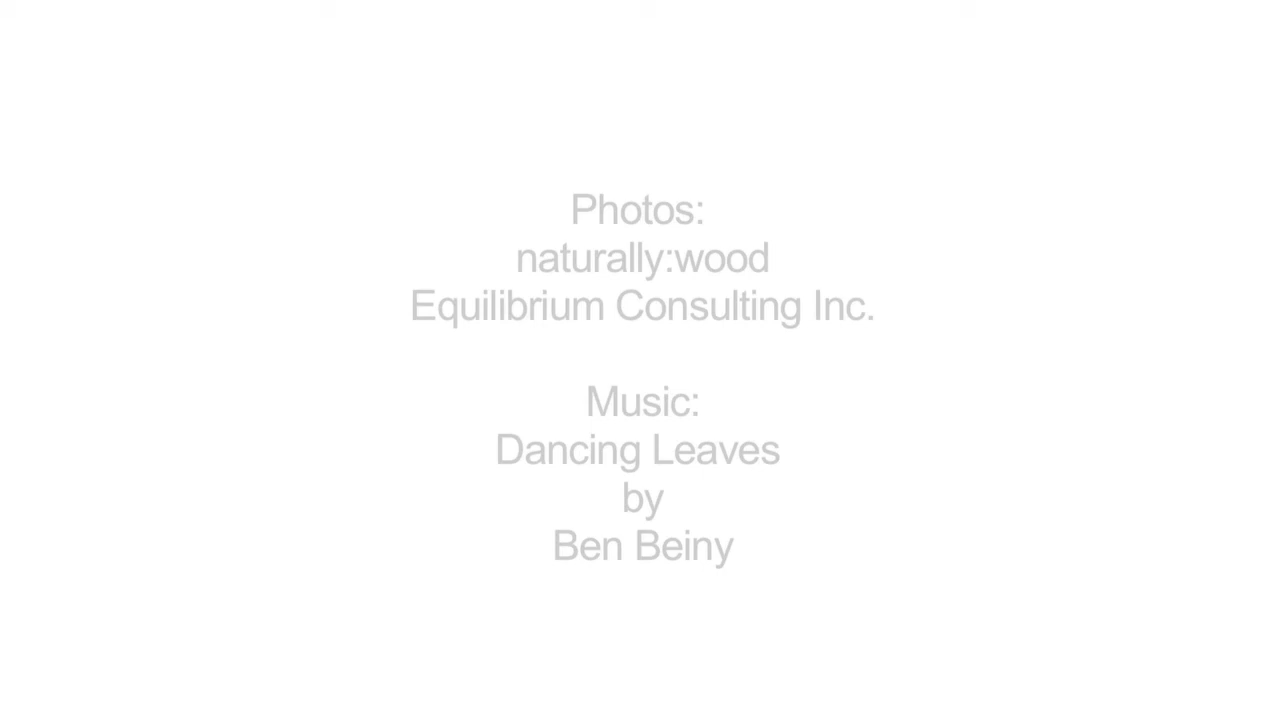 Photos:
naturally:wood
Equilibrium Consulting Inc.
Music:
Dancing Leaves
by
Ben Beiny